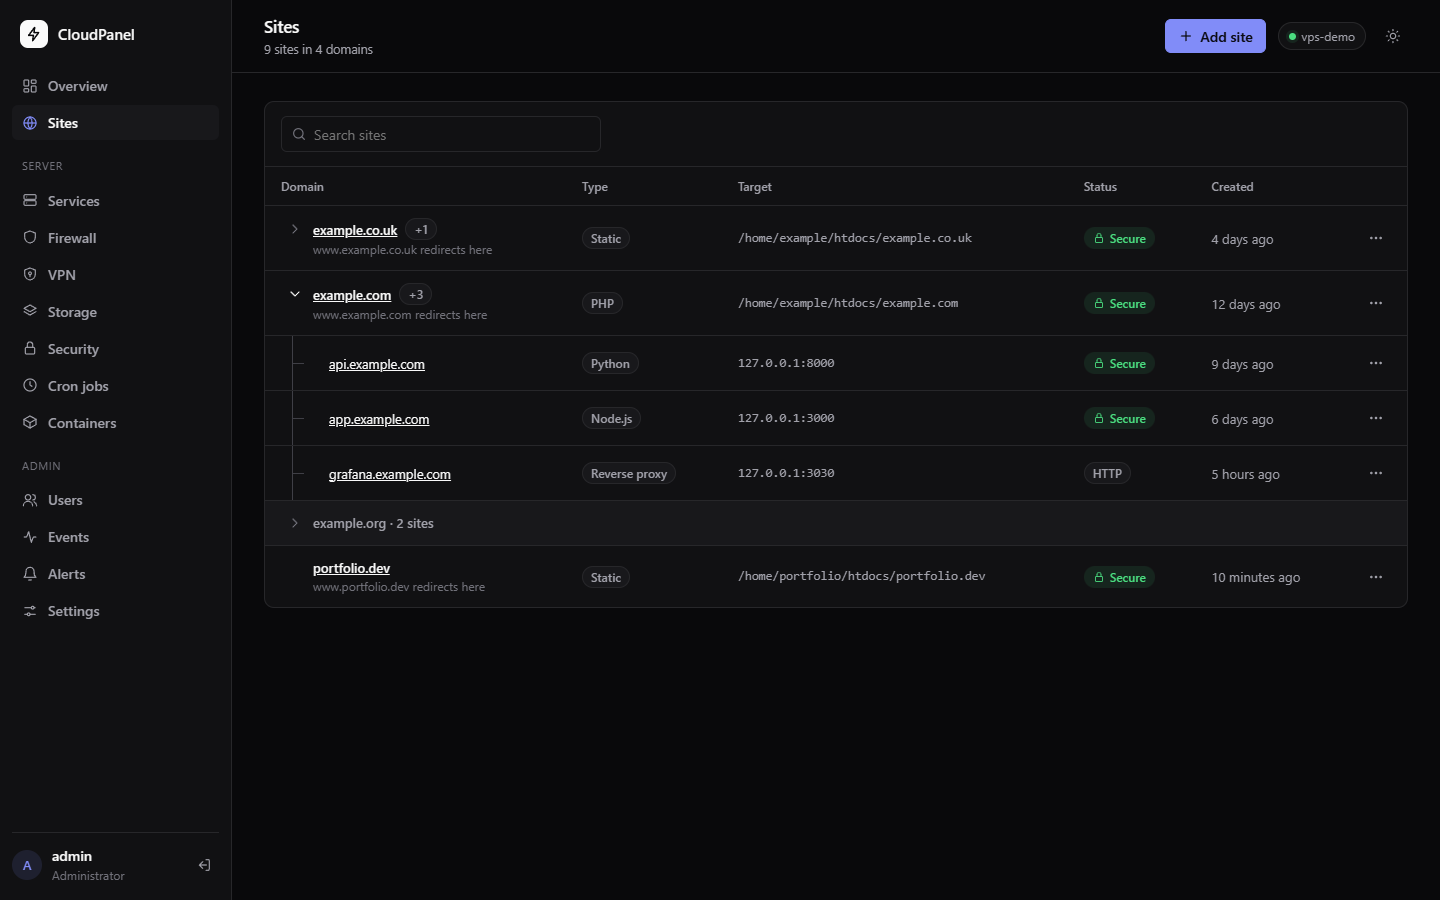 CloudPanel
Overview
Sites
SERVER
Services
Firewall
VPN
Storage
Security
Cron jobs
Containers
ADMIN
Users
Events
Alerts
Settings
A
admin
Administrator
Sites
9 sites in 4 domains
Add site
vps-demo
Search sites
Domain Type Target Status Created
example.co.uk +1 Static /home/example/htdocs/example.co.uk Secure 4 days ago
www.example.co.uk redirects here
example.com +3 PHP /home/example/htdocs/example.com Secure 12 days ago
www.example.com redirects here
api.example.com Python 127.0.0.1:8000 Secure 9 days ago
app.example.com Node.js 127.0.0.1:3000 Secure 6 days ago
grafana.example.com Reverse proxy 127.0.0.1:3030 HTTP 5 hours ago
example.org · 2 sites
portfolio.dev Static /home/portfolio/htdocs/portfolio.dev Secure 10 minutes ago
www.portfolio.dev redirects here